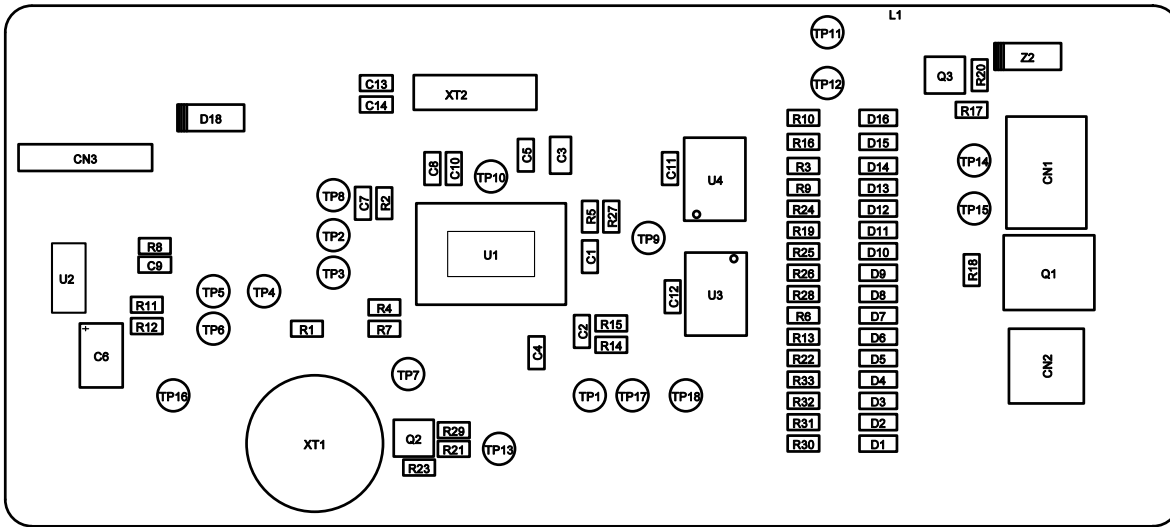 L1
TP11
Z2
Q3
R20
TP12
C13
C14
XT2
R17
D18
R10
D16
R16
D15
CN3
C5
C3
C8
C10
TP10
C11
U4
R3
D14
TP14
CN1
R9
D13
TP8
C7
R2
R24
D12
TP15
R5
R27
R19
D11
TP2
TP9
R8
C9
U1
C1
R25
D10
U2
TP3
R26
D9
R18
Q1
TP5
TP4
C12
U3
R28
D8
R11
R4
R6
D7
R12
TP6
R1
R7
C2
R15
R13
D6
R14
C4
+
C6
R22
D5
CN2
TP7
R33
D4
TP16
TP1
TP17
TP18
R32
D3
R31
D2
XT1
Q2
R29
R21
TP13
R30
D1
R23